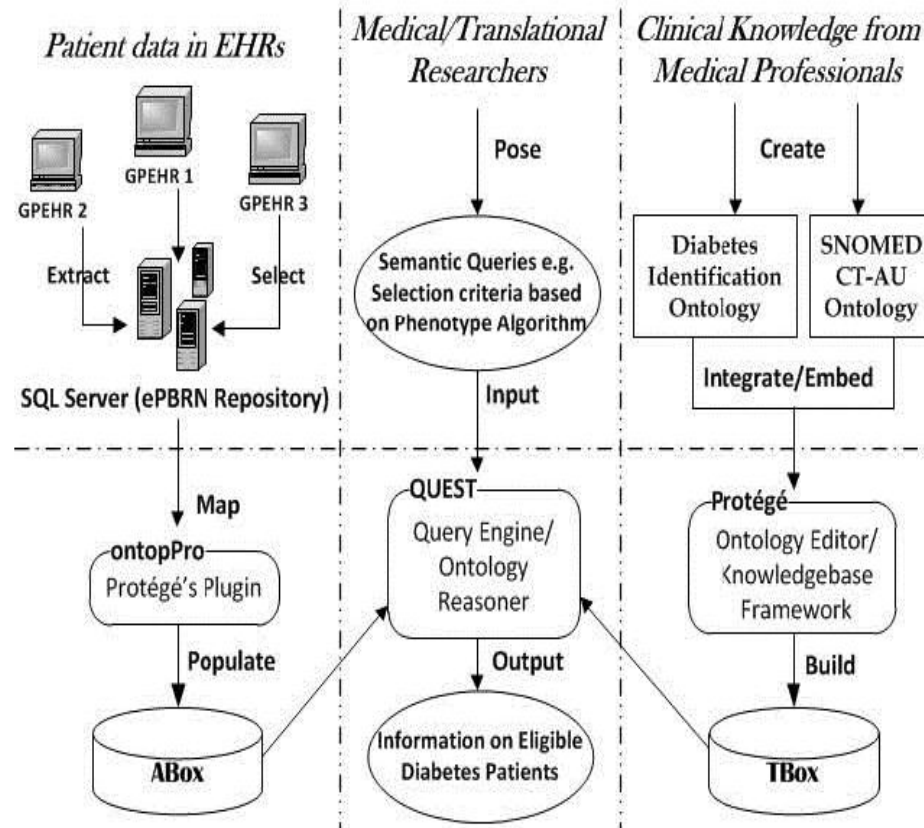 Patient data in EHRs
GPEHR 1
GPEHR 2
GPEHR 3
Extract
Select
SQL Server (ePBRN Repository)
Map
ontopPro
Protégé's Plugin
Populate
ABox
Medical/Translational
Researchers
Pose
Semantic Queries e.g.
Selection criteria based
on Phenotype Algorithm
Input
QUEST
Query Engine/
Ontology
Reasoner
Output
Information on Eligible
Diabetes Patients
Clinical Knowledge from
Medical Professionals
Create
Diabetes
Identification
Ontology
SNOMED
CT-AU
Ontology
Integrate/Embed
Protégé
Ontology Editor/
Knowledgebase
Framework
Build
TBox